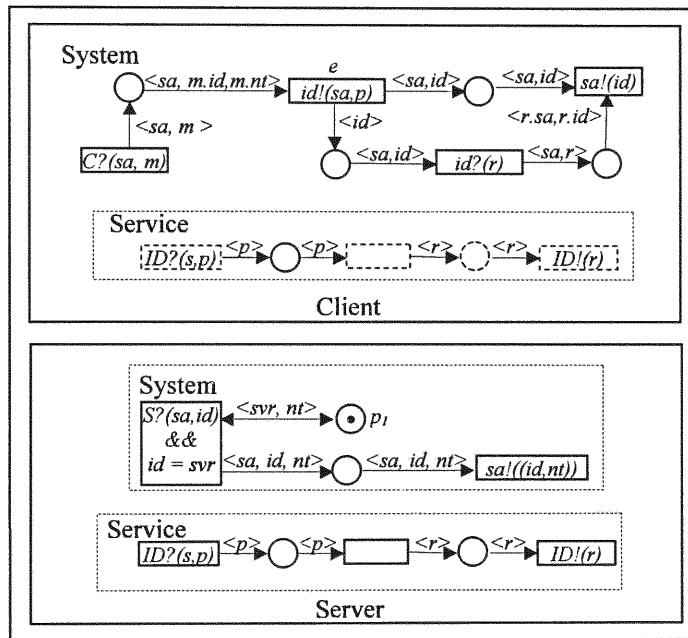 System
e
<sa, m.id,m.nt>
id!(sa,p)
<sa,id>
<sa,id>
sa!(id)
<sa, m >
<id>
<r.sa,r.id>
C?(sa, m)
<sa,id>
id?(r)
<sa,r>
Service
ID?(s,p)
<p>
<p>
<r>
<r>
ID!(r)
Client
System
S?(sa,id)
&&
id = svr
<svr, nt>
p1
<sa, id, nt>
<sa, id, nt>
sa!((id,nt))
Service
ID?(s,p)
<p>
<p>
<r>
<r>
ID!(r)
Server